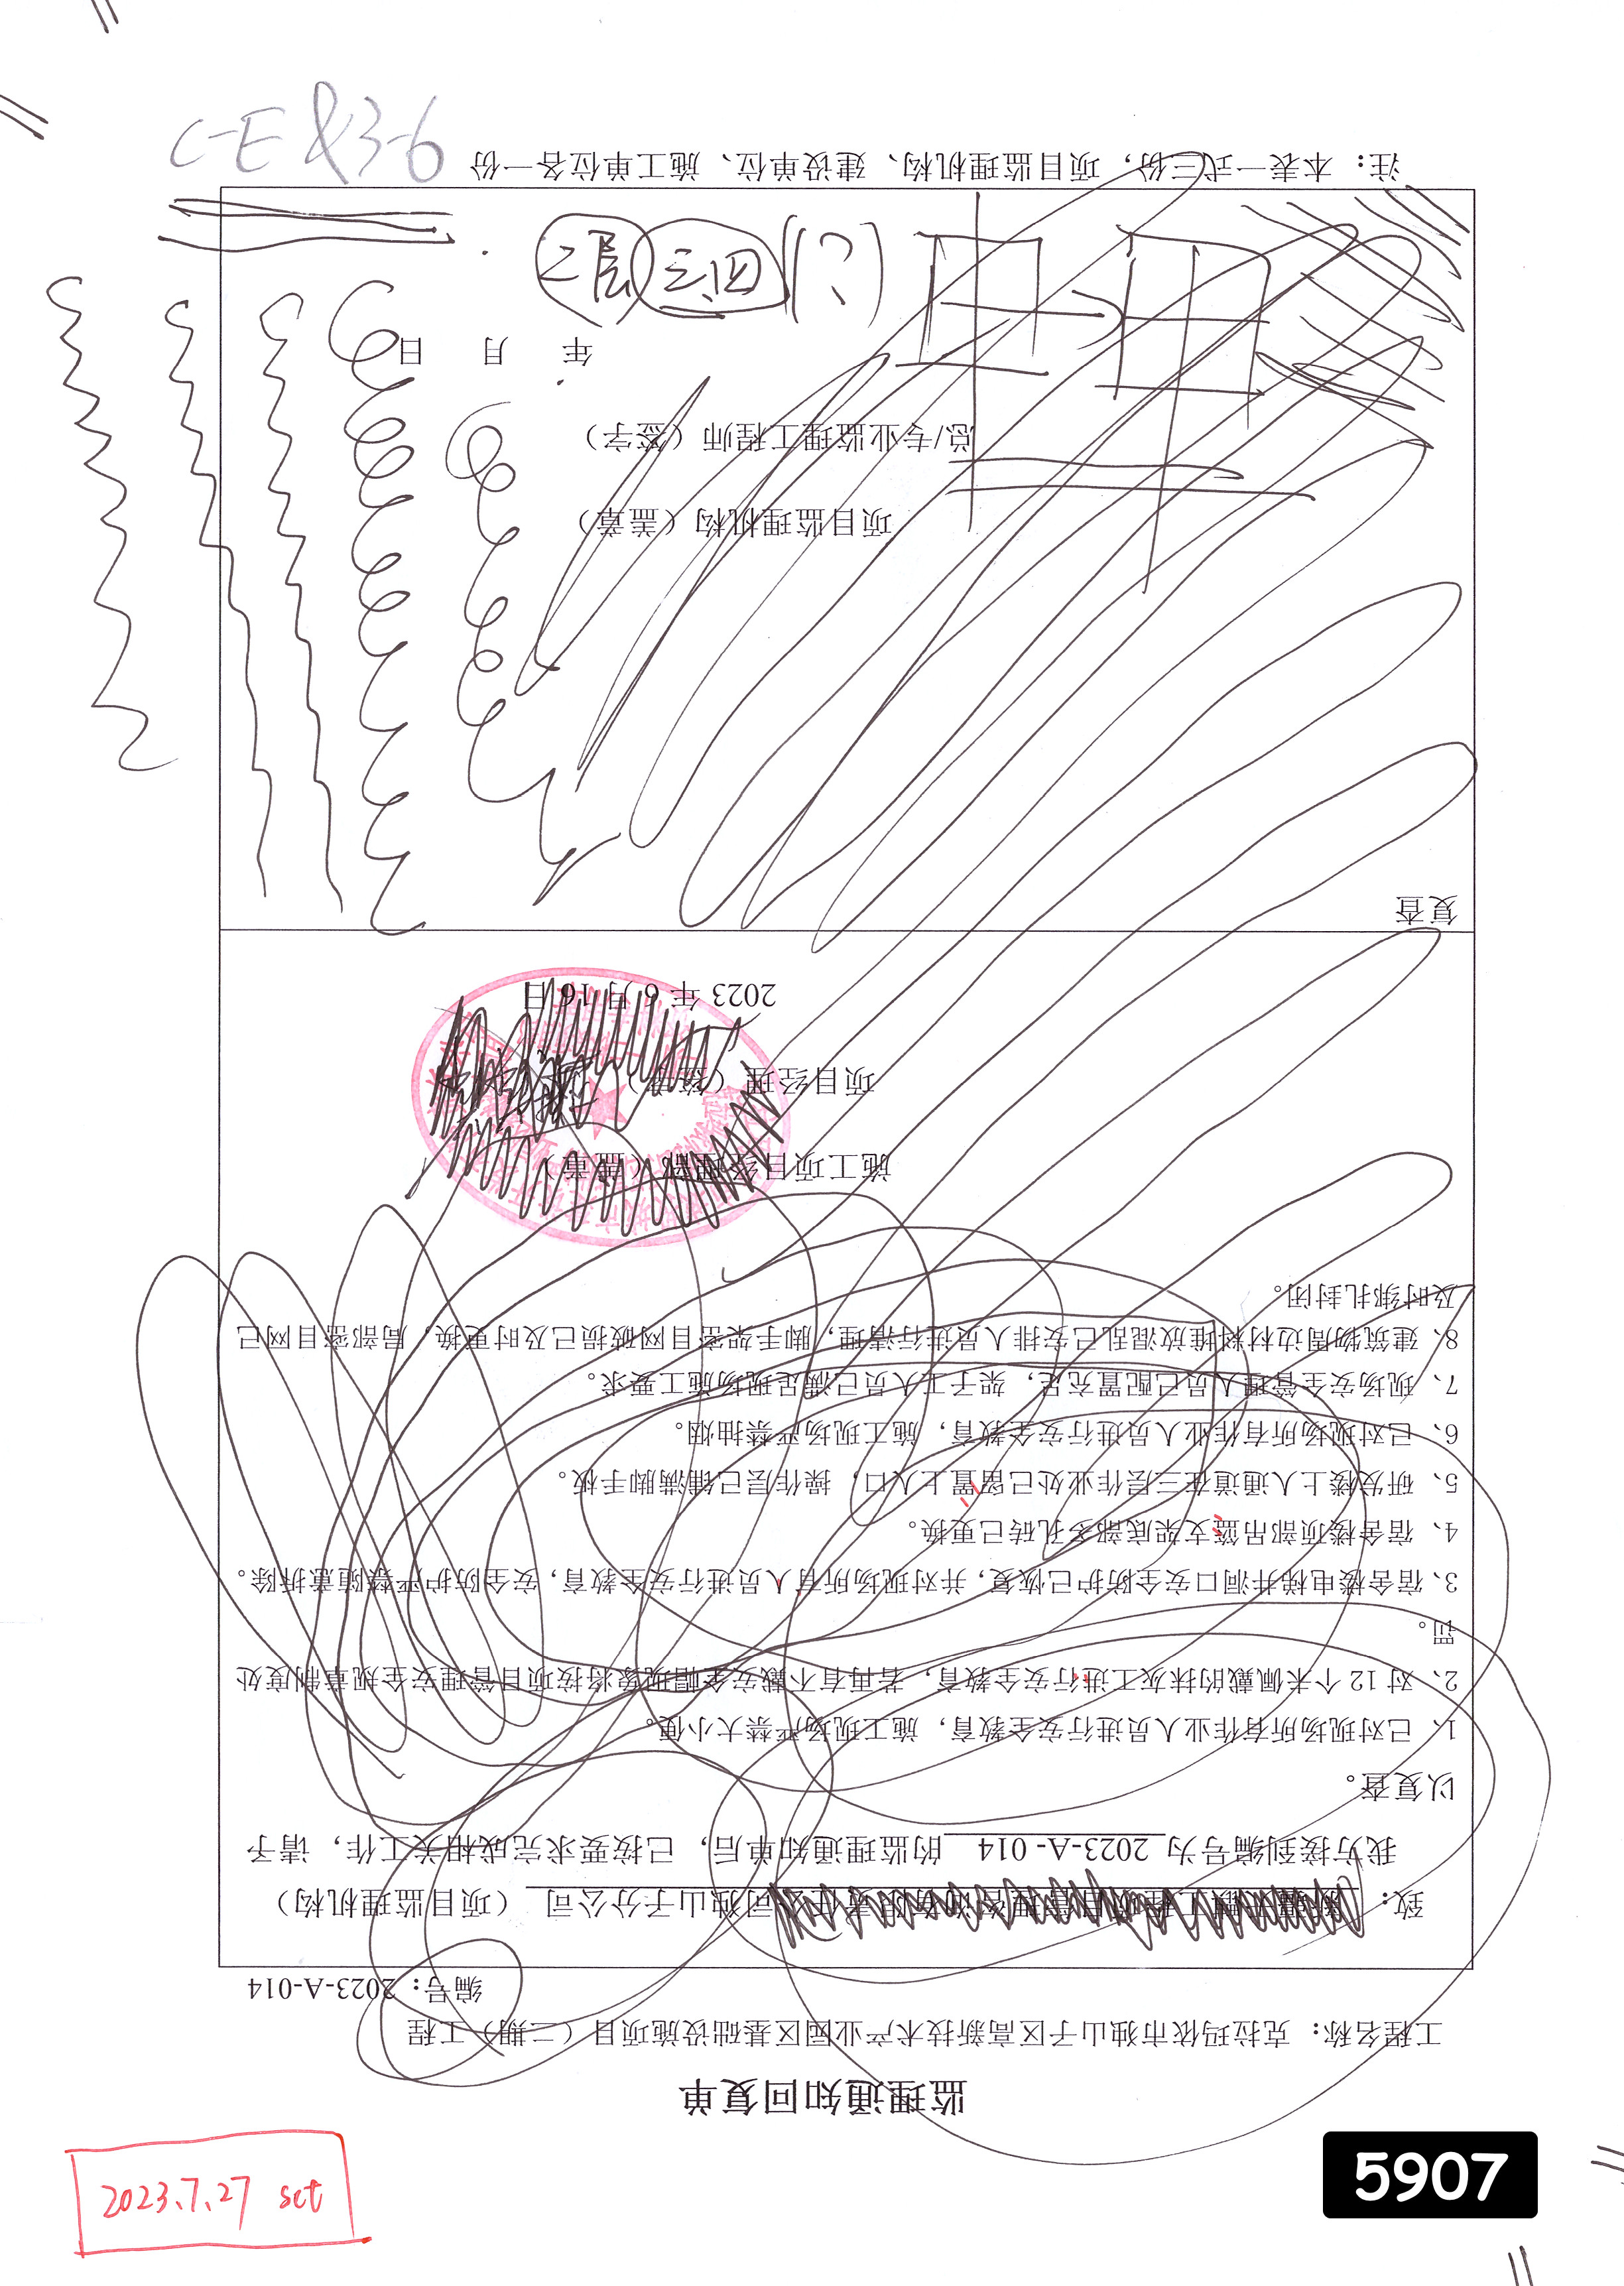 监理通知回复单
工程名称：克拉玛依市独山子区高新技术产业园区基础设施项目（二期）工程
编号：2023-A-014
致：独山子分公司（项目监理机构）
我方接到编号为 2023-A- 014 的监理通知单后，已按要求完成相关工作，请予
以复查。
1、已对现场所有作业人员进行安全教育，施工现场严禁大小便。
2、对 12 个未佩戴的抹灰工进行安全教育，若再有不戴安全帽现象将按项目管理安全规章制度处
罚。
3、宿舍楼电梯井洞口安全防护已恢复，并对现场所有人员进行安全教育，安全防护严禁随意拆除。
4、宿舍楼顶部吊篮支架底部多孔砖已更换。
5、研发楼上人通道在三层作业处已留置上人口，操作层已铺满脚手板。
6、已对现场所有作业人员进行安全教育，施工现场严禁抽烟。
7、现场安全管理人员已配置充足，架子工人员已满足现场施工要求。
8、建筑物周边材料堆放混乱已安排人员进行清理，脚手架密目网破损已及时更换，局部密目网已
及时绑扎封闭。
施工项目经理部（盖章）
项目经理（签字）
2023 年 6 月 16 日
复查
项目监理机构（盖章）
总/专业监理工程师（签字）
年 月 日
注：本表一式三份，项目监理机构、建设单位、施工单位各一份
C-E &3-6
2层 三、四 (?)
2023.7.27 set
5907